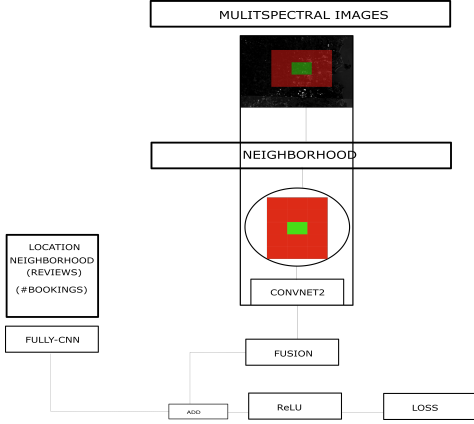 MULITSPECTRAL IMAGES
NEIGHBORHOOD
LOCATION
NEIGHBORHOOD
(REVIEWS)
(#BOOKINGS)
CONVNET2
FULLY-CNN
FUSION
ADD
ReLU
LOSS